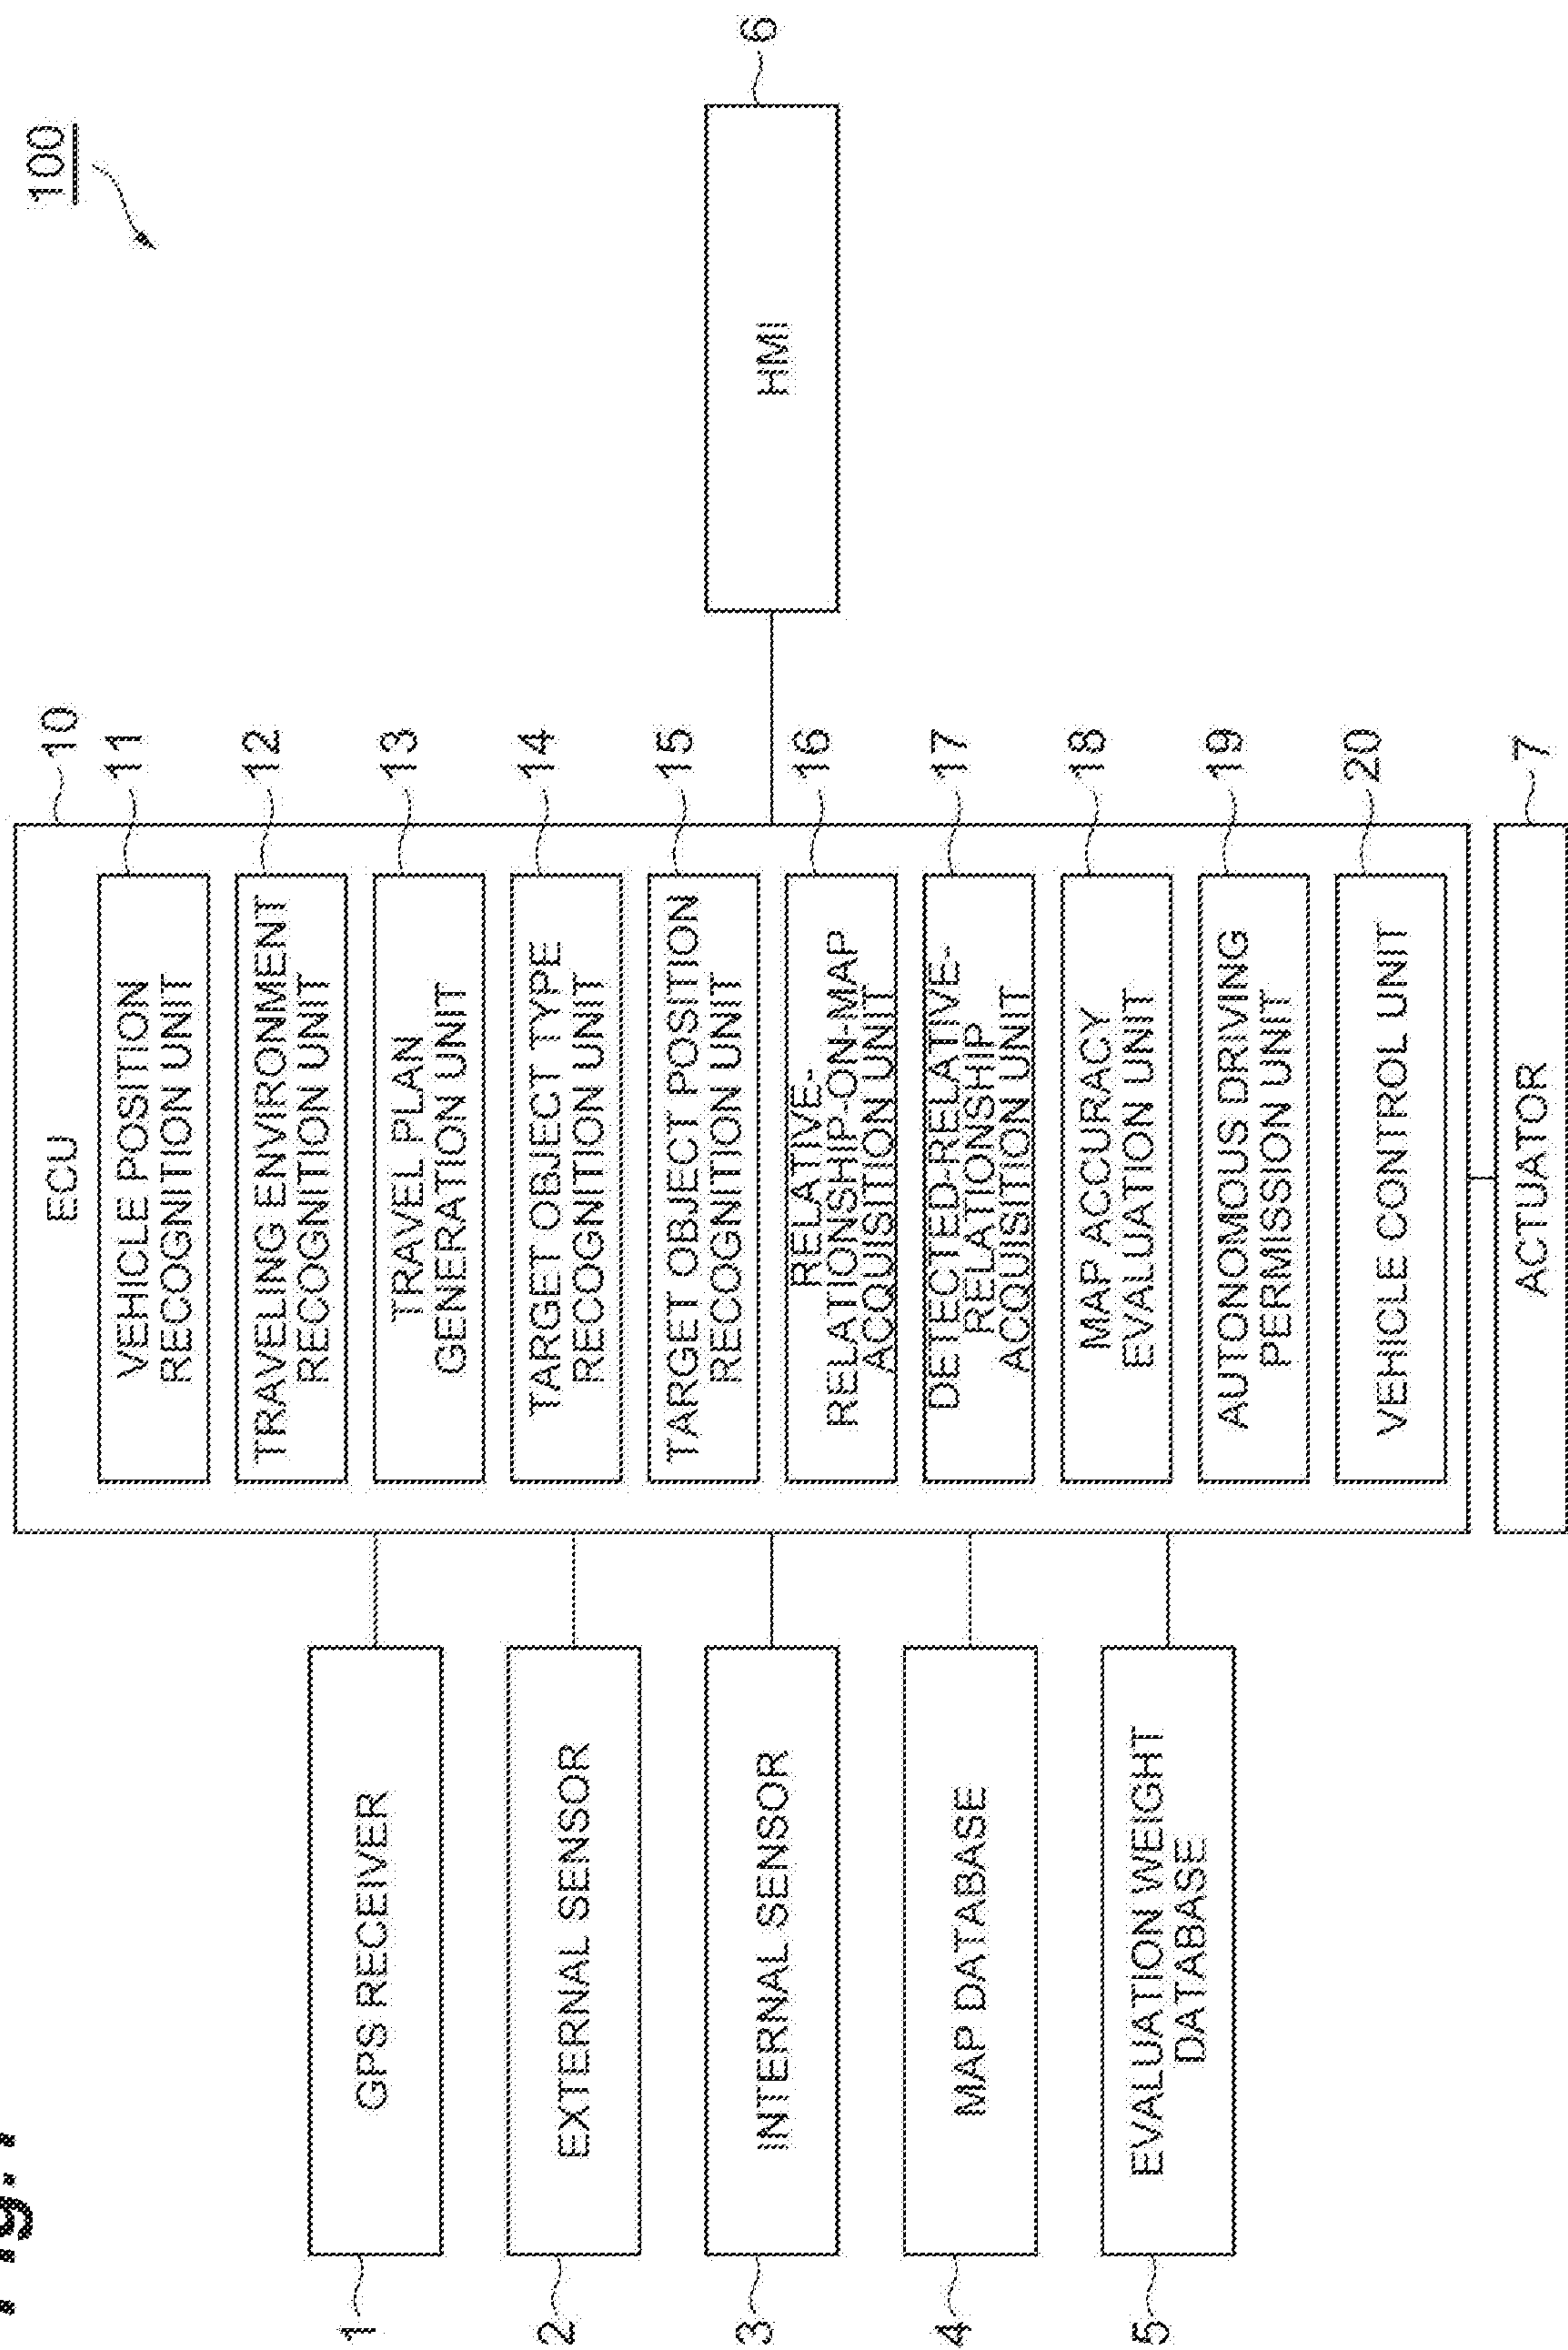 Fig.1
100
1
GPS RECEIVER
2
EXTERNAL SENSOR
3
INTERNAL SENSOR
4
MAP DATABASE
5
EVALUATION WEIGHT
DATABASE
10
ECU
11
VEHICLE POSITION
RECOGNITION UNIT
12
TRAVELING ENVIRONMENT
RECOGNITION UNIT
13
TRAVEL PLAN
GENERATION UNIT
14
TARGET OBJECT TYPE
RECOGNITION UNIT
15
TARGET OBJECT POSITION
RECOGNITION UNIT
16
RELATIVE-
RELATIONSHIP-ON-MAP
ACQUISITION UNIT
17
DETECTED-RELATIVE-
RELATIONSHIP
ACQUISITION UNIT
18
MAP ACCURACY
EVALUATION UNIT
19
AUTONOMOUS DRIVING
PERMISSION UNIT
20
VEHICLE CONTROL UNIT
6
HMI
7
ACTUATOR